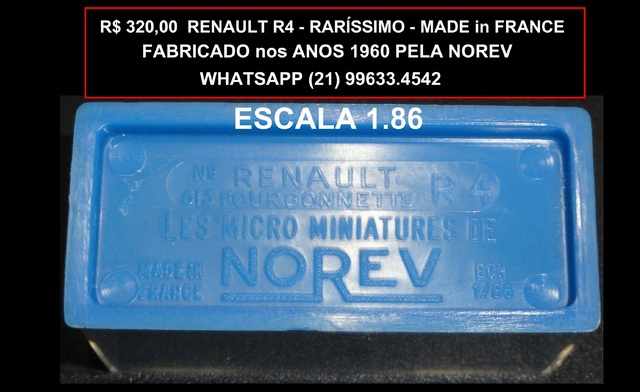 R$ 320,00 RENAULT R4 - RARÍSSIMO - MADE in FRANCE
FABRICADO nos ANOS 1960 PELA NOREV
WHATSAPP (21) 99633.4542
ESCALA 1.86
Nº RENAULT R4
FOURGONNETTE
LES MICRO MINIATURES DE
MADE IN NOREV ECH
FRANCE 1/86